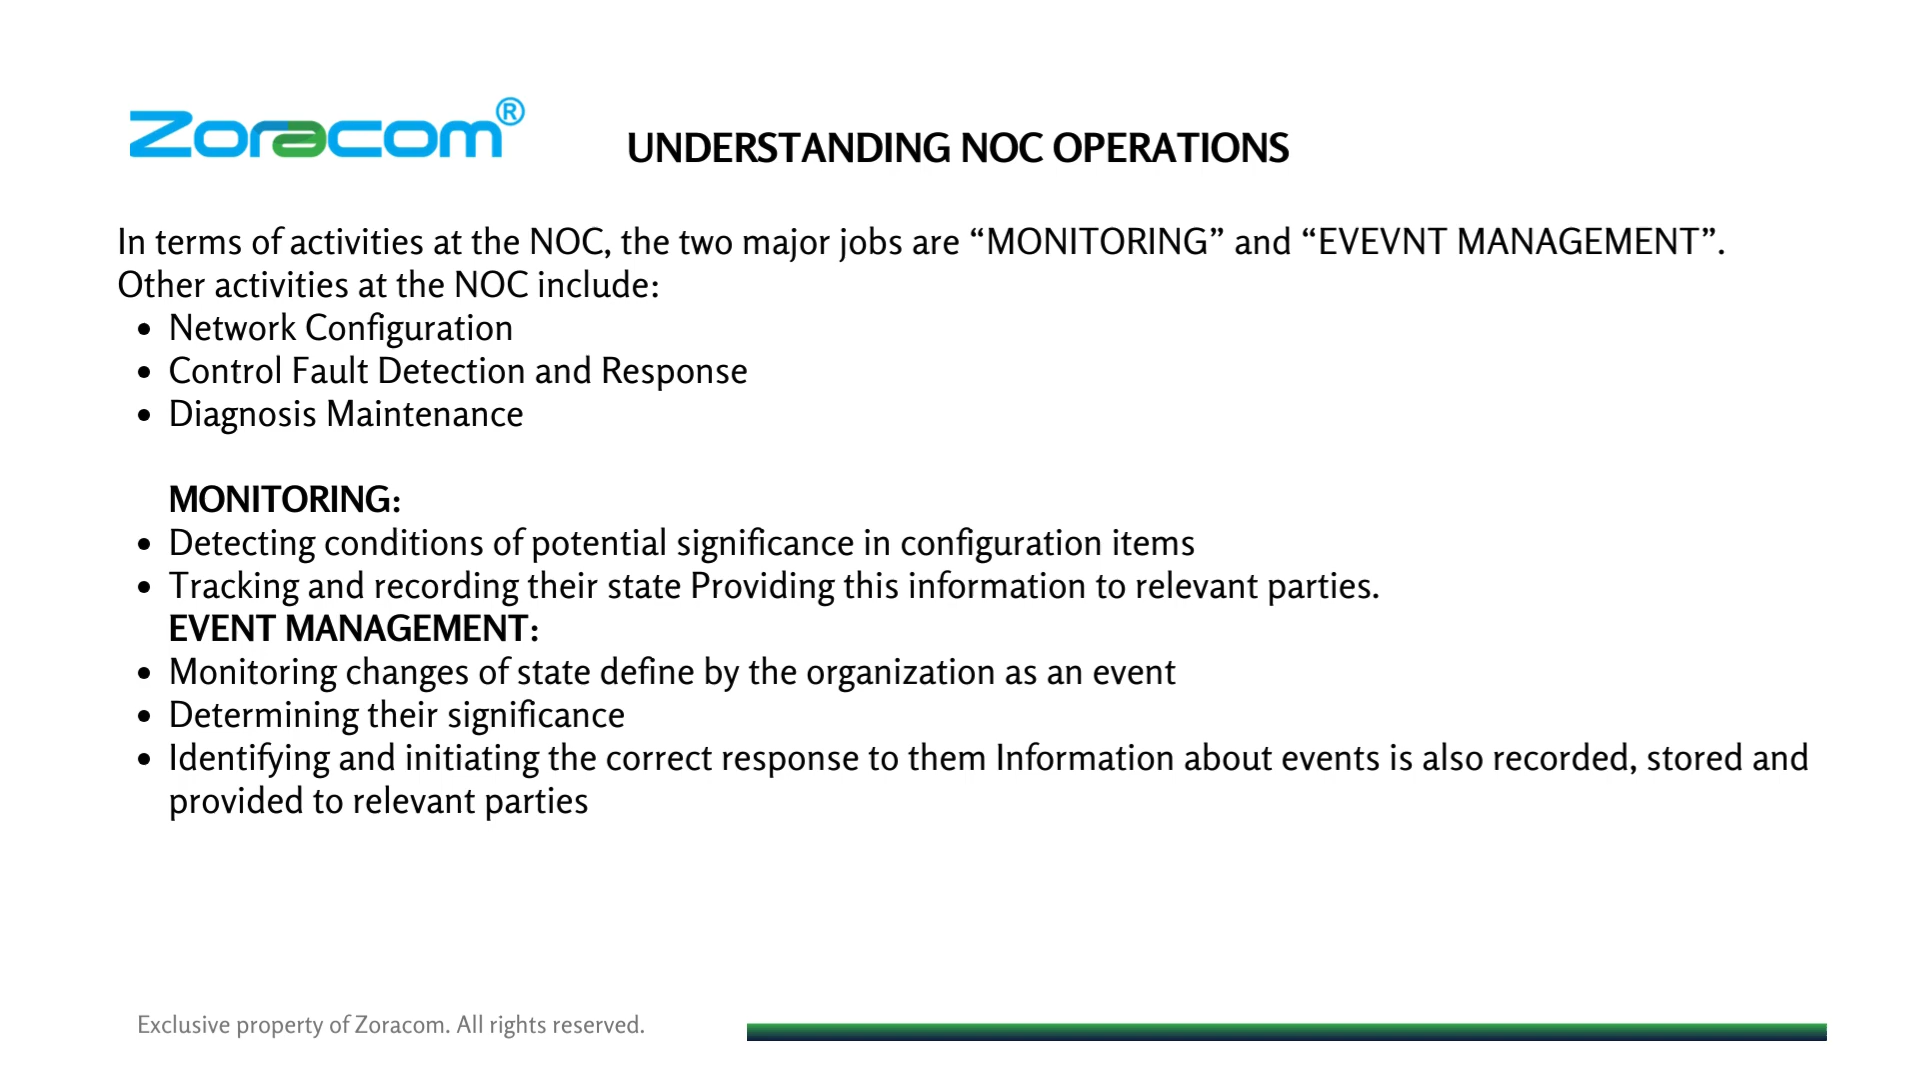 Zoracom®
UNDERSTANDING NOC OPERATIONS
In terms of activities at the NOC, the two major jobs are “MONITORING” and “EVEVNT MANAGEMENT”.
Other activities at the NOC include:
• Network Configuration
• Control Fault Detection and Response
• Diagnosis Maintenance
MONITORING:
• Detecting conditions of potential significance in configuration items
• Tracking and recording their state Providing this information to relevant parties.
EVENT MANAGEMENT:
• Monitoring changes of state define by the organization as an event
• Determining their significance
• Identifying and initiating the correct response to them Information about events is also recorded, stored and
provided to relevant parties
Exclusive property of Zoracom. All rights reserved.